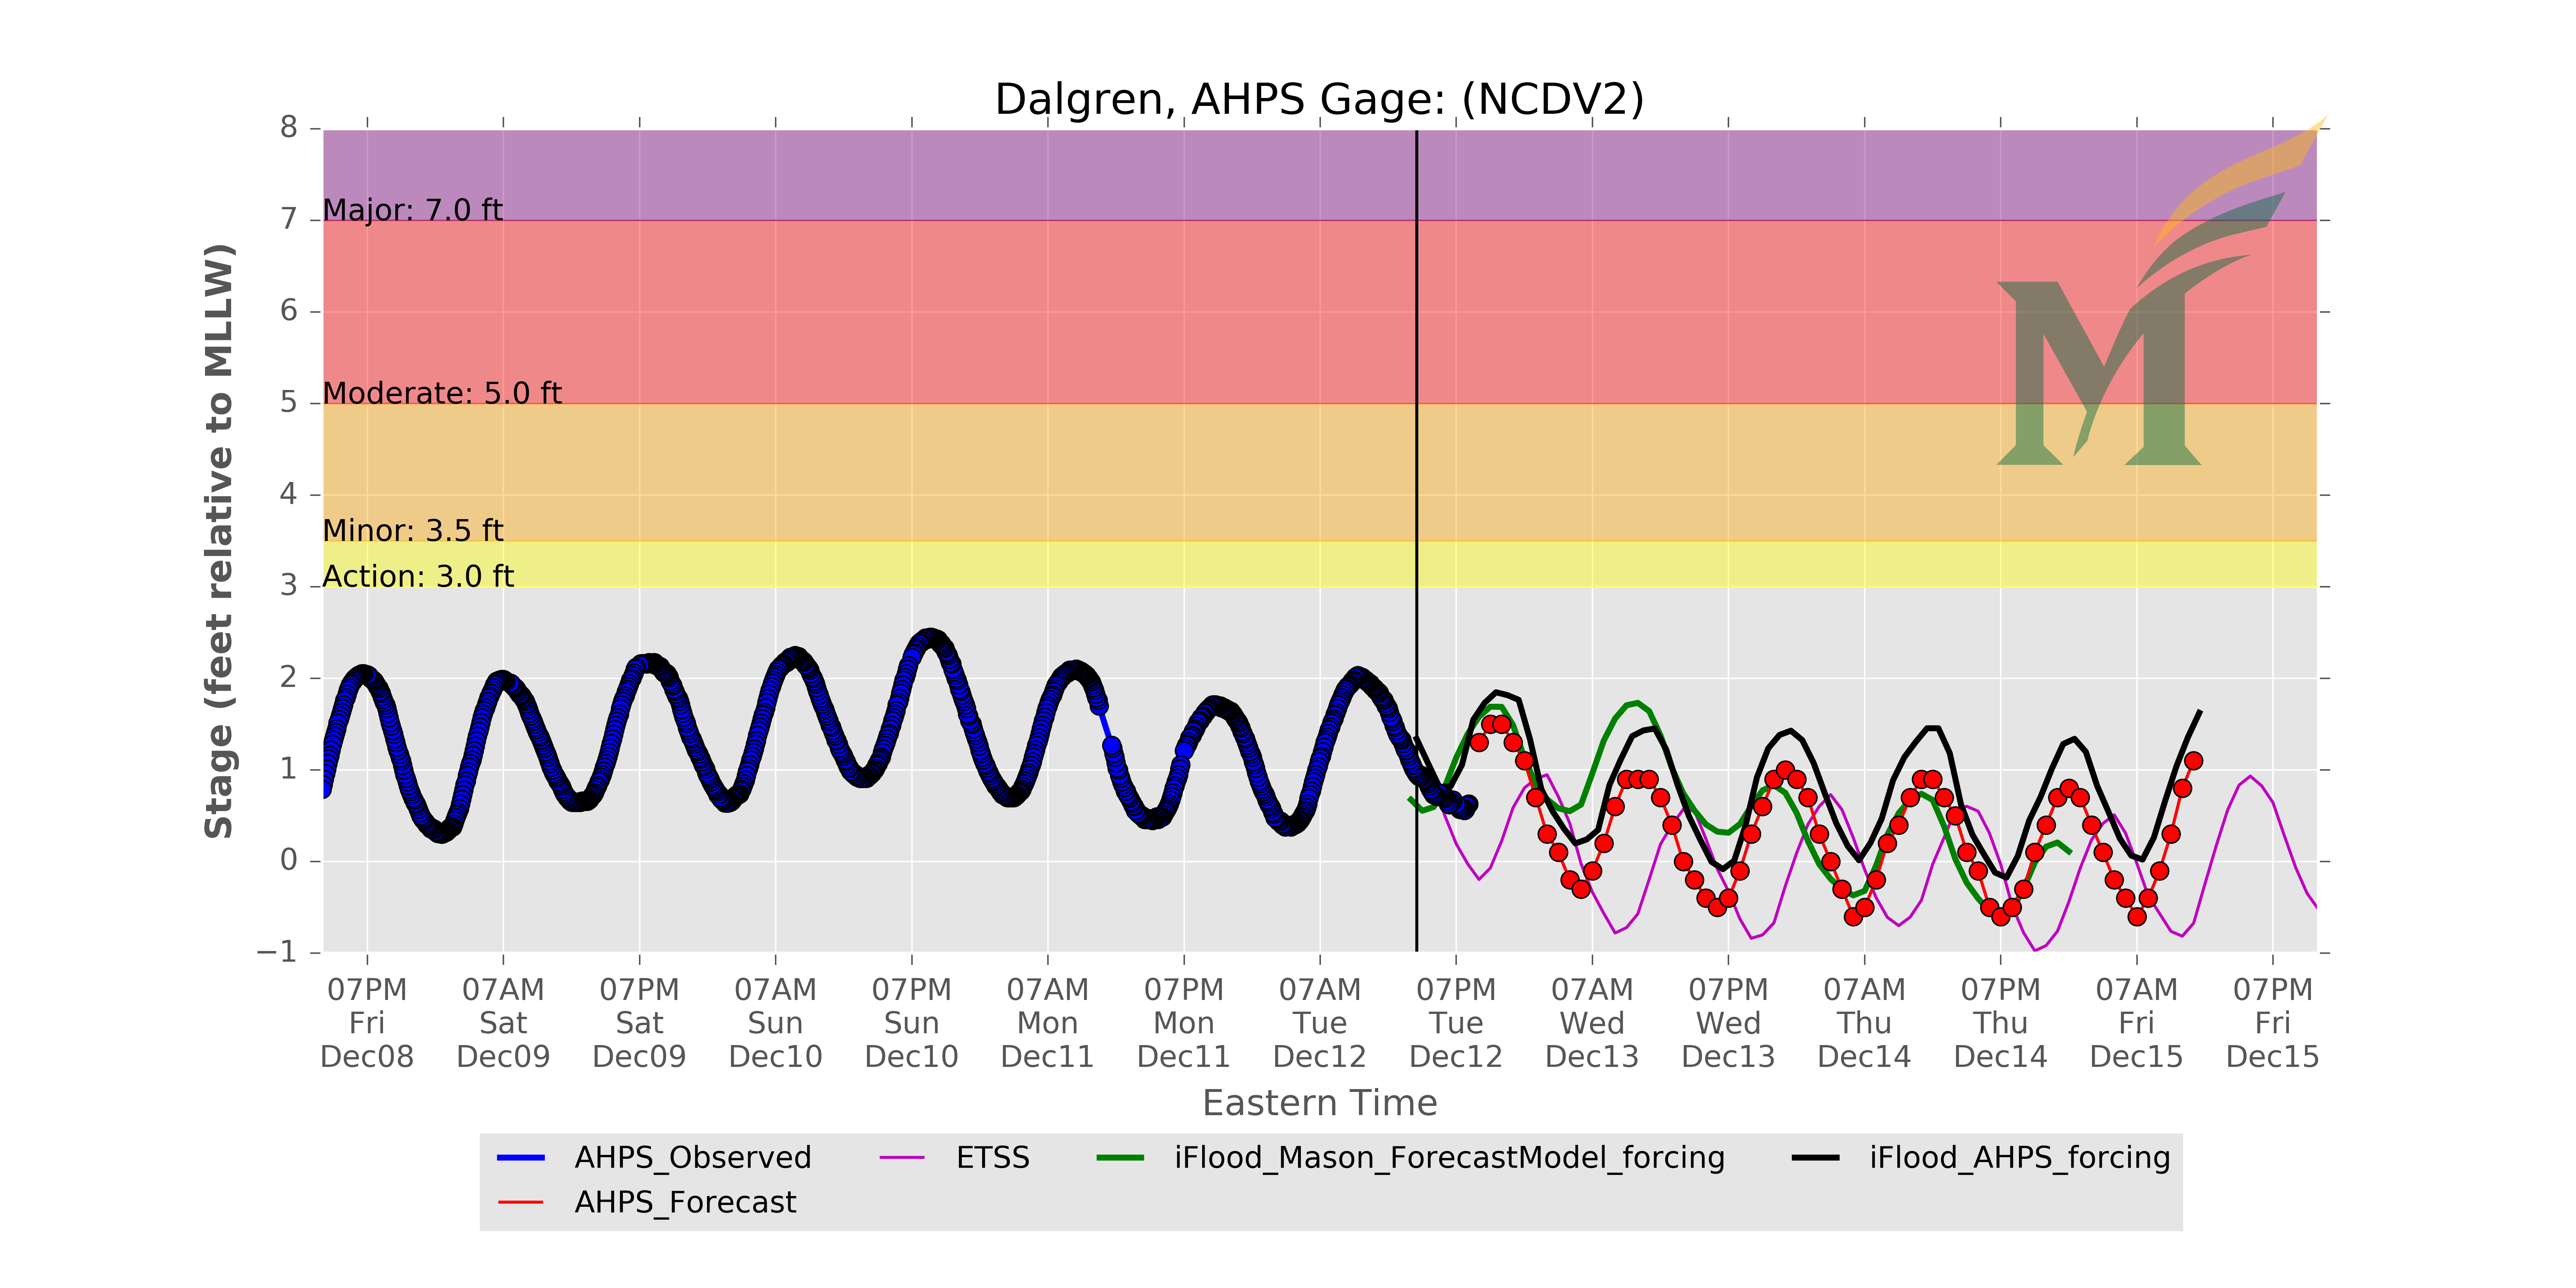 Dalgren, AHPS Gage: (NCDV2)
8
7
6
5
4
3
2
1
0
−1
Stage (feet relative to MLLW)
Major: 7.0 ft
Moderate: 5.0 ft
Minor: 3.5 ft
Action: 3.0 ft
M
07PM 07AM 07PM 07AM 07PM 07AM 07PM 07AM 07PM 07AM 07PM 07AM 07PM 07AM 07PM
Fri Sat Sat Sun Sun Mon Mon Tue Tue Wed Wed Thu Thu Fri Fri
Dec08 Dec09 Dec09 Dec10 Dec10 Dec11 Dec11 Dec12 Dec12 Dec13 Dec13 Dec14 Dec14 Dec15 Dec15
Eastern Time
AHPS_Observed ETSS iFlood_Mason_ForecastModel_forcing iFlood_AHPS_forcing
AHPS_Forecast